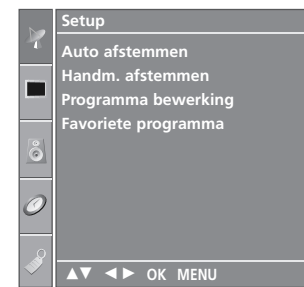 Setup
Auto afstemmen
Handm. afstemmen
Programma bewerking
Favoriete programma
▲▼ ◄► OK MENU